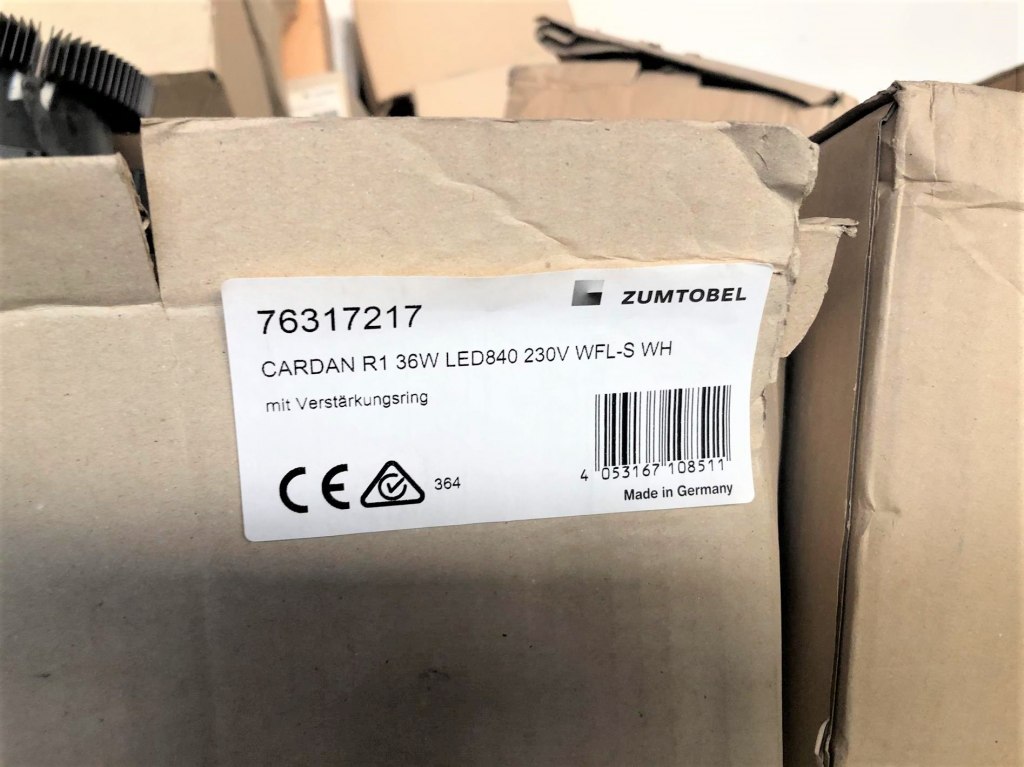 ZUMTOBEL
76317217
CARDAN R1 36W LED840 230V WFL-S WH
mit Verstärkungsring
4 053167 108511
CE 364
Made in Germany